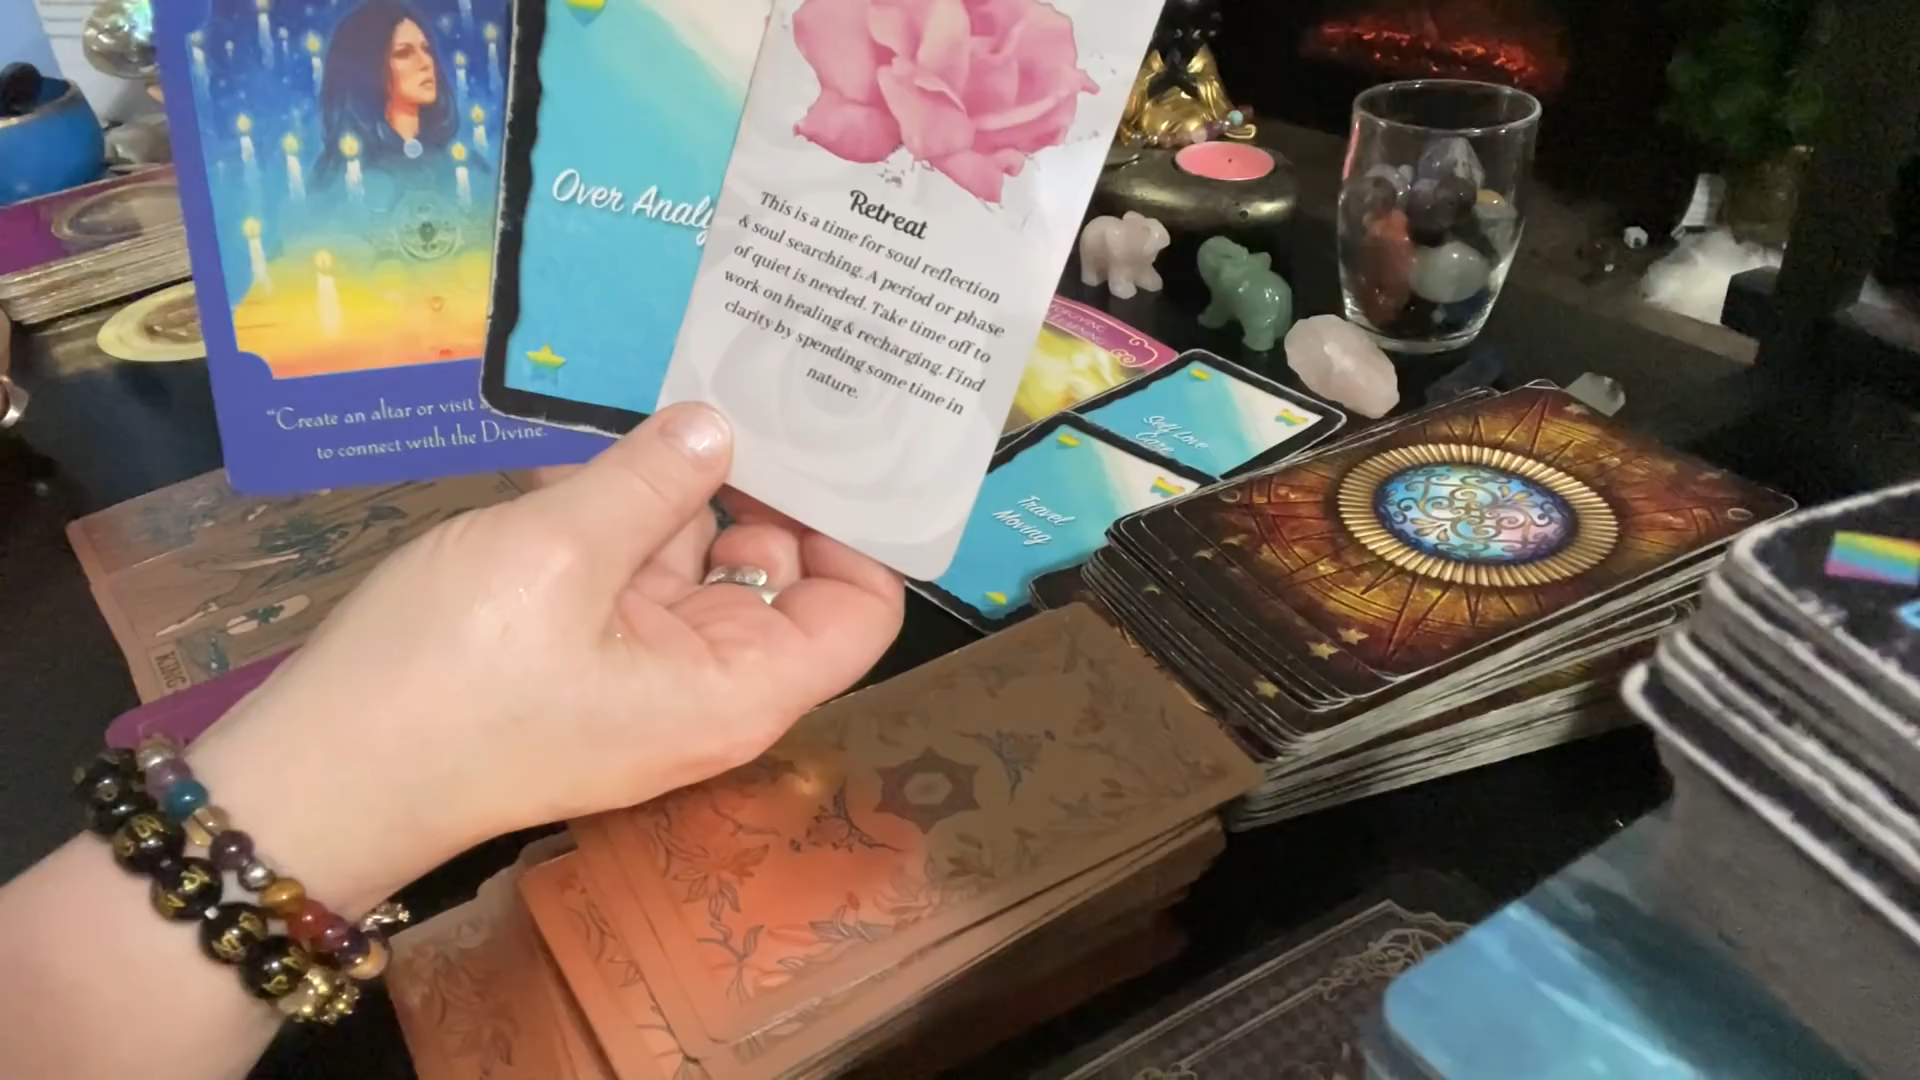 "Create an altar or visit
to connect with the Divine."
Over Analy
Retreat
This is a time for soul reflection
& soul searching. A period or phase
of quiet is needed. Take time off to
work on healing & recharging. Find
clarity by spending some time in
nature.
Self Love
Care
Travel
Moving
KING